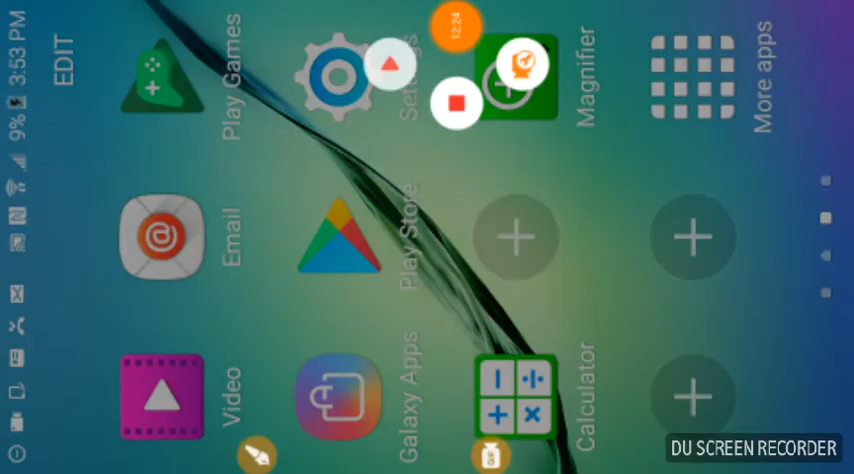 9% 3:53 PM
EDIT
Video
Email
Play Games
Galaxy Apps
Play Store
Settings
12:24
Calculator
Magnifier
More apps
GIF
DU SCREEN RECORDER